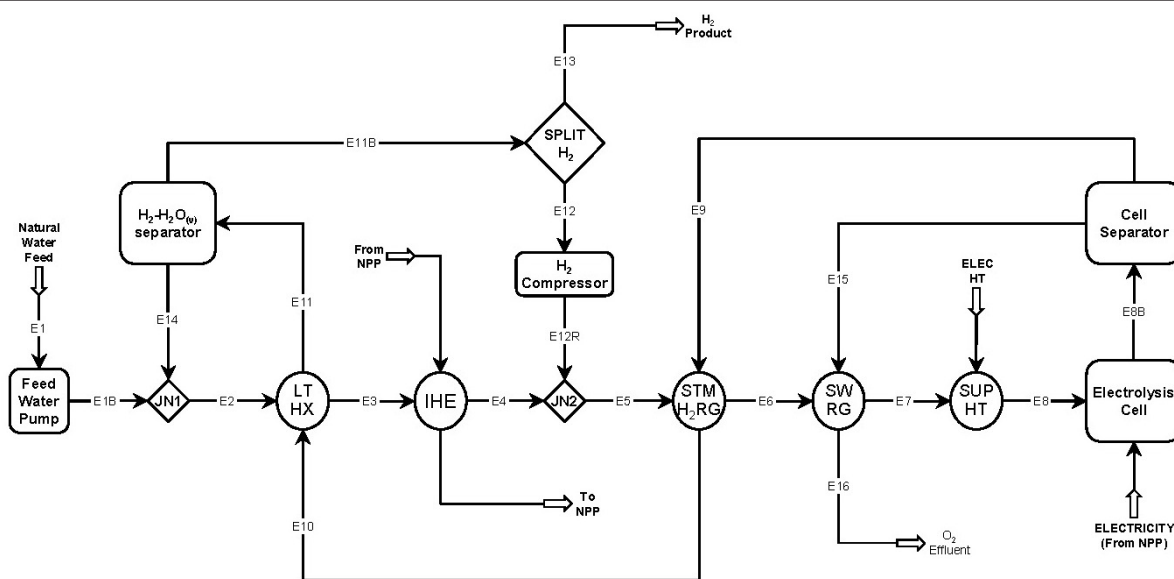 H2
Product
E13
SPLIT
H2
E11B
E12
E9
H2-H2O(v)
separator
Cell
Separator
Natural
Water
Feed
From
NPP
H2
Compressor
ELEC
HT
E15
E11
E14
E12R
E8B
E1
Feed
Water
Pump
E1B
JN1
E2
LT
HX
E3
IHE
E4
JN2
E5
STM
H2RG
E6
SW
RG
E7
SUP
HT
E8
Electrolysis
Cell
E16
To
NPP
E10
O2
Effluent
ELECTRICITY
(From NPP)